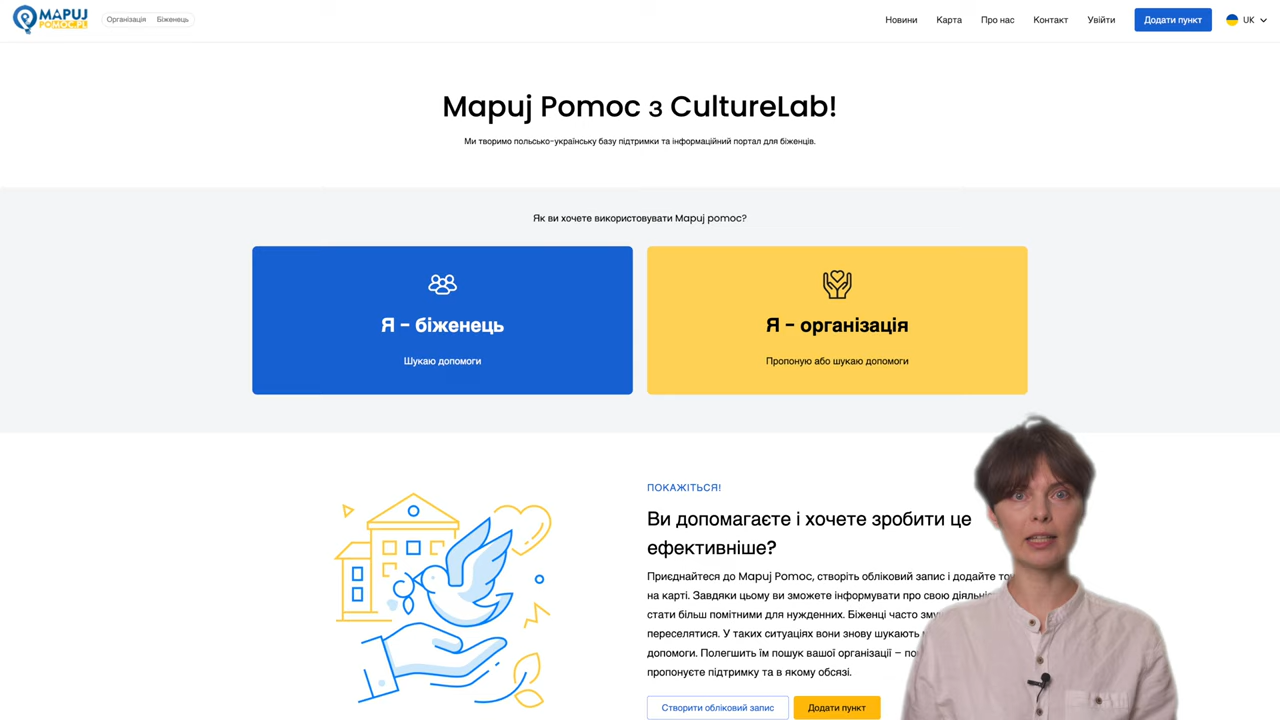 MAPUJ
POMOC.PL
Організація Біженець
Новини Карта Про нас Контакт Увійти Додати пункт UK
Mapuj Pomoc з CultureLab!
Ми творимо польсько-українську базу підтримки та інформаційний портал для біженців.
Як ви хочете використовувати Mapuj pomoc?
Я - біженець
Шукаю допомоги
Я - організація
Пропоную або шукаю допомоги
ПОКАЖІТЬСЯ!
Ви допомагаєте і хочете зробити це
ефективніше?
Приєднайтеся до Mapuj Pomoc, створіть обліковий запис і додайте
на карті. Завдяки цьому ви зможете інформувати про свою
стати більш помітними для нужденних. Біженці часто
переселятися. У таких ситуаціях вони знову шукають
допомоги. Полегшить їм пошук вашої організації –
пропонуєте підтримку та в якому обсязі.
Створити обліковий запис Додати пункт